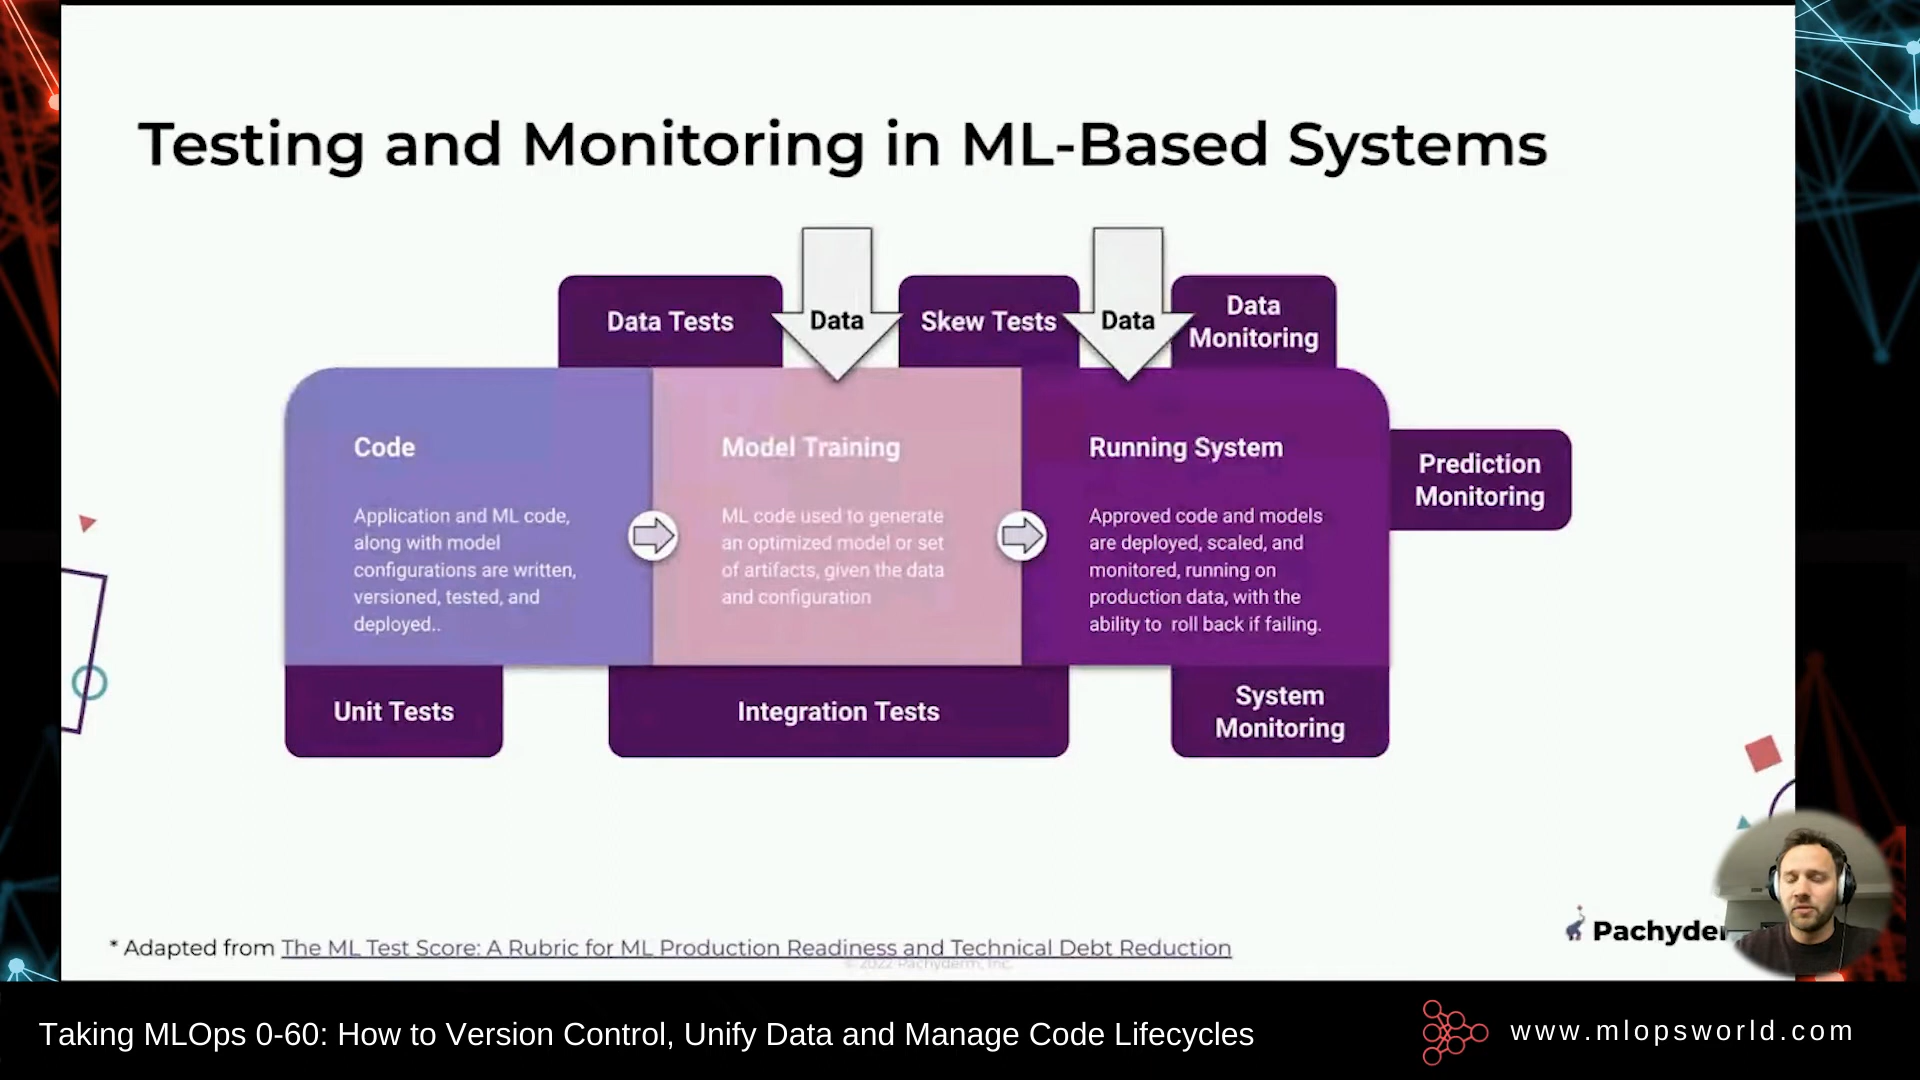 Testing and Monitoring in ML-Based Systems
Data Tests
Data
Skew Tests
Data
Data
Monitoring
Code
Application and ML code,
along with model
configurations are written,
versioned, tested, and
deployed..
Model Training
ML code used to generate
an optimized model or set
of artifacts, given the data
and configuration
Running System
Approved code and models
are deployed, scaled, and
monitored, running on
production data, with the
ability to roll back if failing.
Prediction
Monitoring
Unit Tests
Integration Tests
System
Monitoring
* Adapted from The ML Test Score: A Rubric for ML Production Readiness and Technical Debt Reduction
© 2022 Pachyderm, Inc.
Taking MLOps 0-60: How to Version Control, Unify Data and Manage Code Lifecycles
www.mlopsworld.com